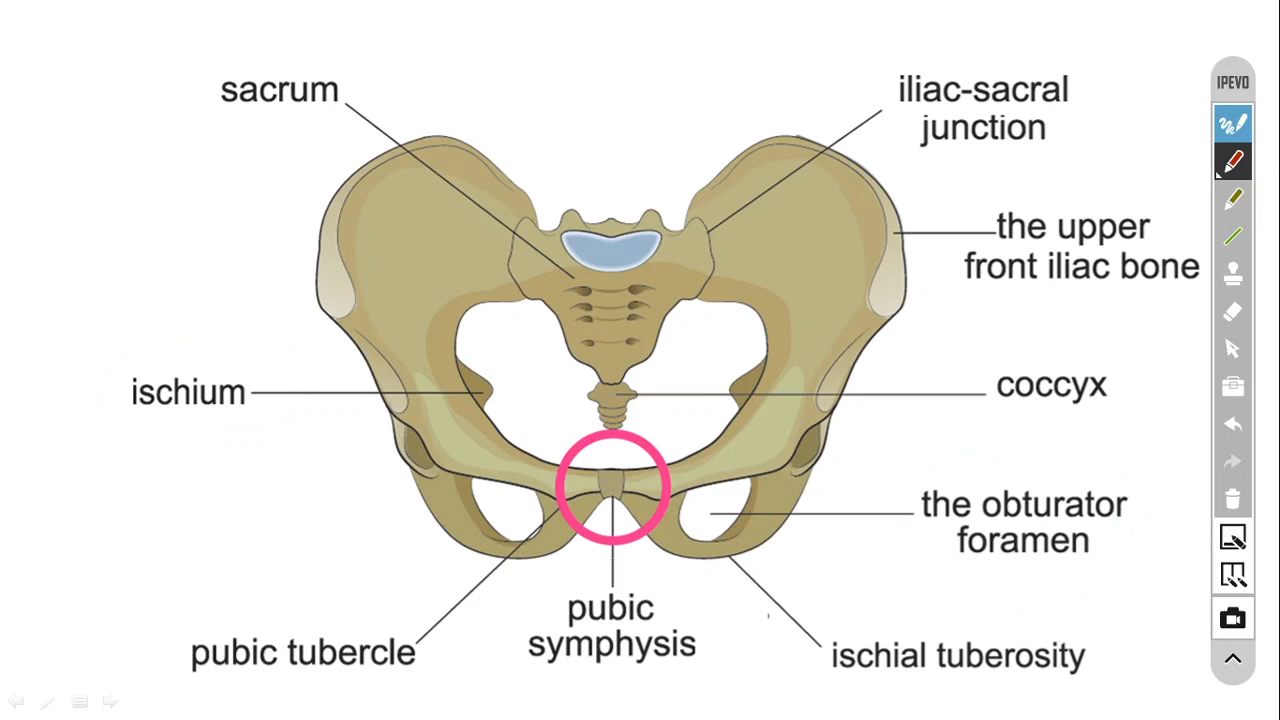 sacrum
iliac-sacral
junction
IPEVO
the upper
front iliac bone
ischium
coccyx
the obturator
foramen
pubic
symphysis
pubic tubercle
ischial tuberosity